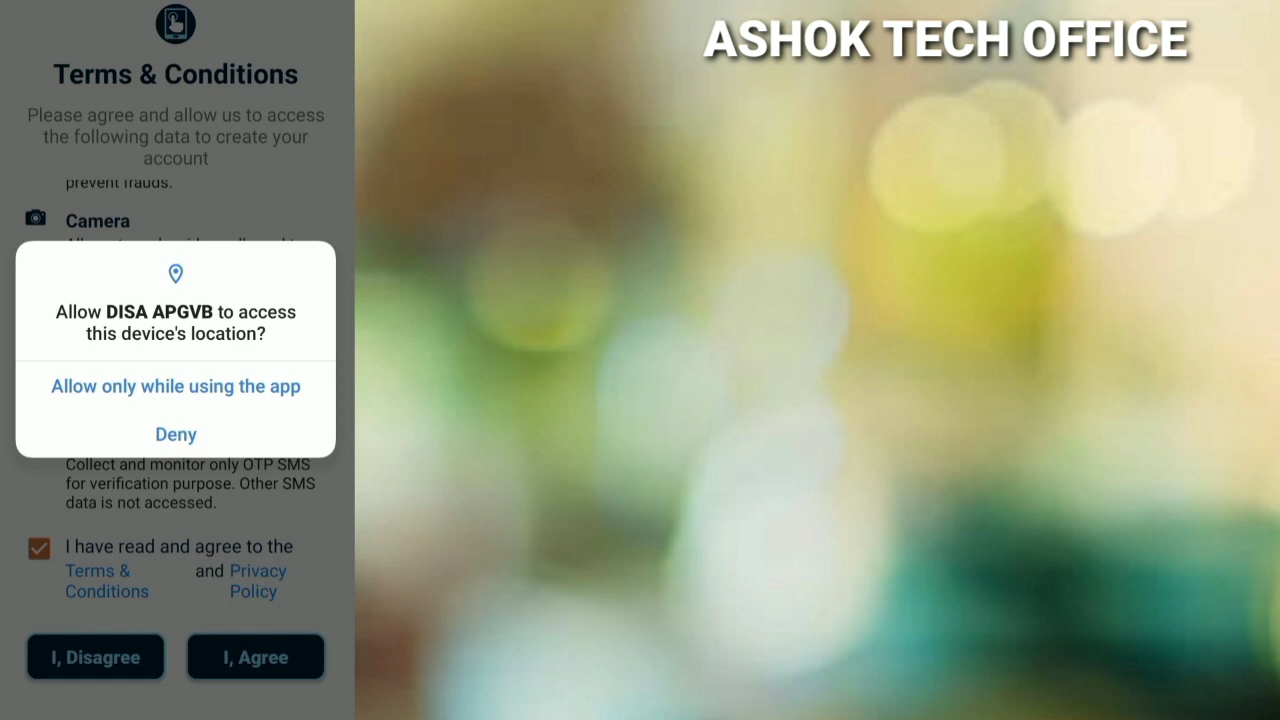 Terms & Conditions
Please agree and allow us to access
the following data to create your
account
prevent frauds.
Camera
Allow DISA APGVB to access
this device's location?
Allow only while using the app
Deny
Collect and monitor only OTP SMS
for verification purpose. Other SMS
data is not accessed.
I have read and agree to the
Terms & Conditions and Privacy Policy
I, Disagree
I, Agree
ASHOK TECH OFFICE